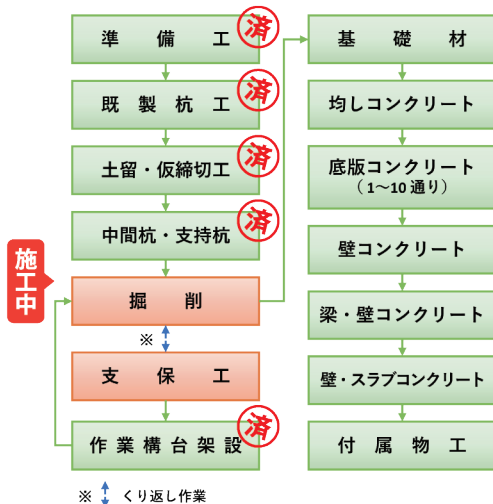 準備工
済
既製杭工
済
土留・仮締切工
済
中間杭・支持杭
済
施工中
掘削
※
支保工
作業構台架設
済
※ くり返し作業
基礎材
均しコンクリート
底版コンクリート
（1～10通り）
壁コンクリート
梁・壁コンクリート
壁・スラブコンクリート
付属物工